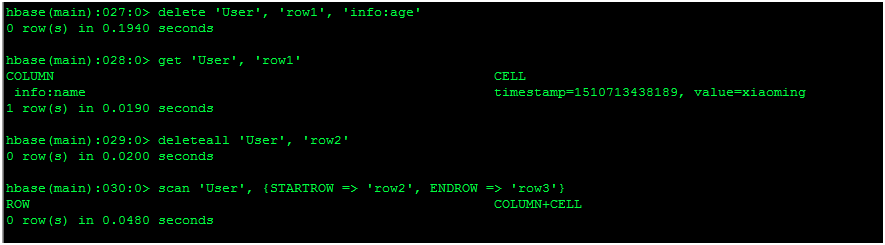 hbase(main):027:0> delete 'User', 'row1', 'info:age'
0 row(s) in 0.1940 seconds
hbase(main):028:0> get 'User', 'row1'
COLUMN CELL
info:name timestamp=1510713438189, value=xiaoming
1 row(s) in 0.0190 seconds
hbase(main):029:0> deleteall 'User', 'row2'
0 row(s) in 0.0200 seconds
hbase(main):030:0> scan 'User', {STARTROW => 'row2', ENDROW => 'row3'}
ROW COLUMN+CELL
0 row(s) in 0.0480 seconds